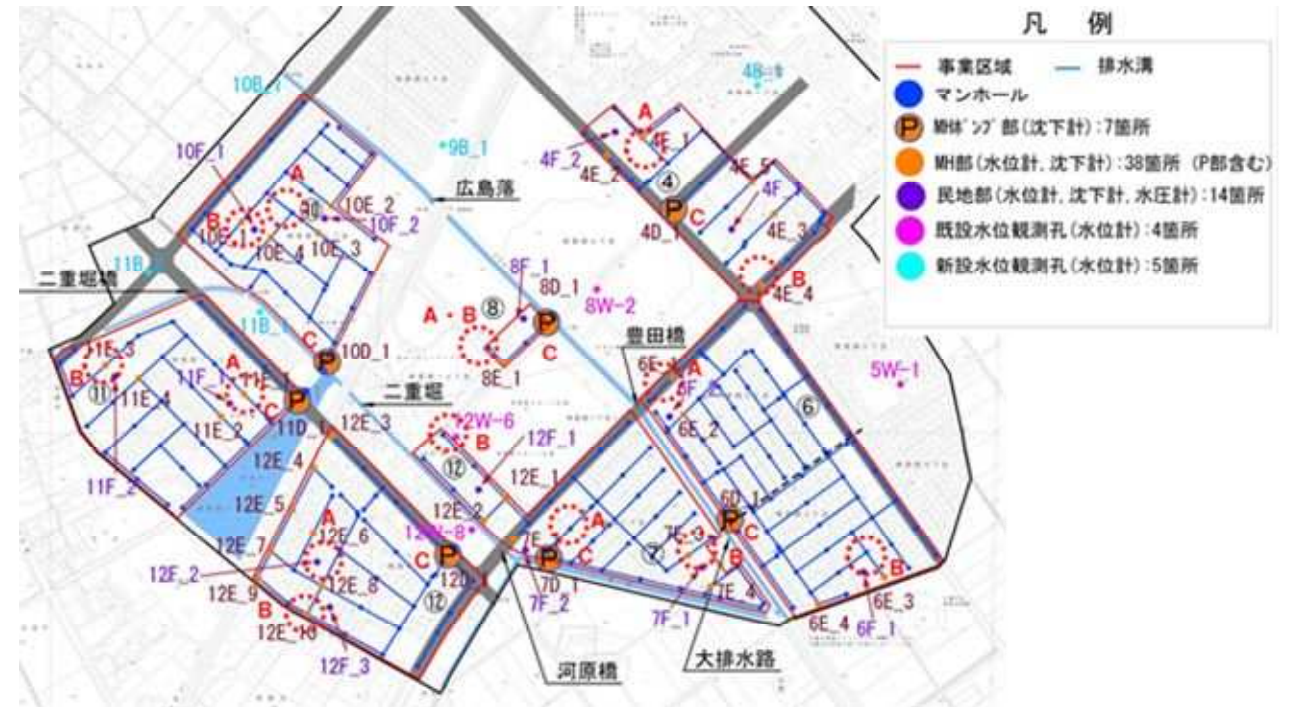 凡 例
事業区域
排水溝
マンホール
MHポンプ部(沈下計):7箇所
MH部(水位計,沈下計):38箇所 (P部含む)
民地部(水位計,沈下計,水圧計):14箇所
既設水位観測孔(水位計):4箇所
新設水位観測孔(水位計):5箇所
10B_1
4B_1
9B_1
広島落
10F_1
A
10E_2
10F_2
B
10E_4
10E_3
11B
二重堀橋
11B_1
A
4E_1
4F_2
4E_2
④
4E_5
P
C
4D_1
4E_3
B
4E_4
8F_1
8D_1
8W-2
⑧
A・B
P
C
8E_1
豊田橋
5W-1
10D_1
C
P
11E_3
A
11F_1
B
⑪
11E_4
11E_2
C
P
二重堀
12E_3
12W-6
B
12F_1
⑫
12E_1
12E_2
12W-8
11F_2
12E_4
12E_5
A
12E_6
12E_7
12F_2
12E_8
12E_9
B
12E_10
12F_3
C
P
⑫
A
6E_2
⑥
6D_1
P
C
B
A
C
P
7D_1
7F_2
⑦
7E_3
7E_4
7F_1
B
6E_3
6E_4
6F_1
河原橋
大排水路